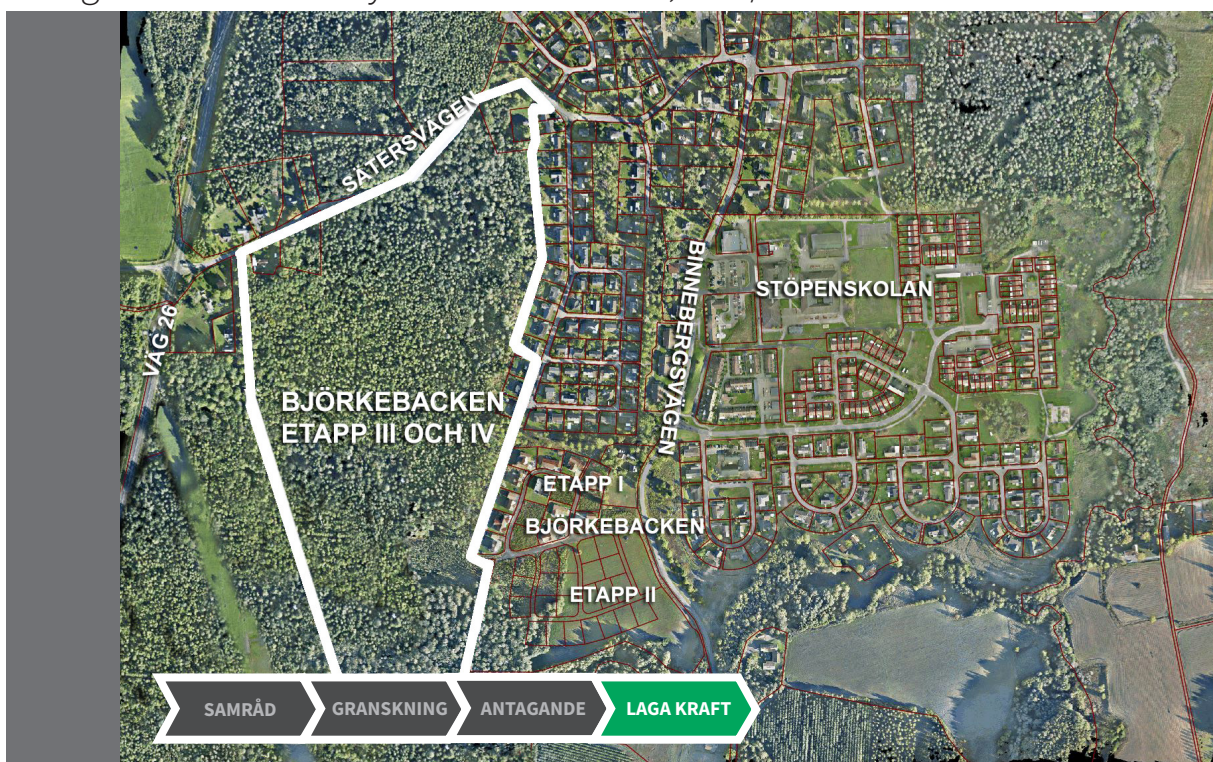 SÄTERSVÄGEN
VÄG 26
BINNEBERGSVÄGEN
STÖPENSKOLAN
BJÖRKEBACKEN
ETAPP III OCH IV
ETAPP I
BJÖRKEBACKEN
ETAPP II
SAMRÅD
GRANSKNING
ANTAGANDE
LAGA KRAFT